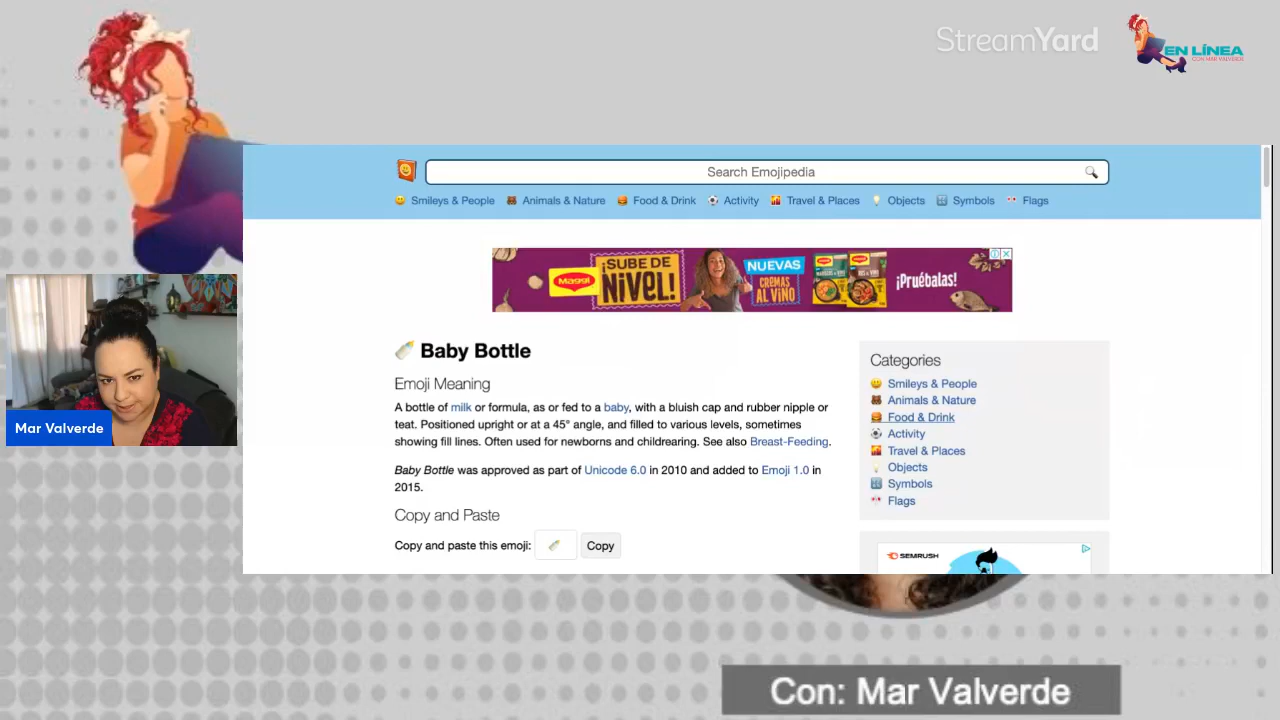 StreamYard
EN LÍNEA
CON MAR VALVERDE
Search Emojipedia
Smileys & People Animals & Nature Food & Drink Activity Travel & Places Objects Symbols Flags
Maggi ¡SUBE DE NIVEL! NUEVAS CREMAS AL VINO ¡Pruébalas!
Baby Bottle
Emoji Meaning
A bottle of milk or formula, as or fed to a baby, with a bluish cap and rubber nipple or
teat. Positioned upright or at a 45° angle, and filled to various levels, sometimes
showing fill lines. Often used for newborns and childrearing. See also Breast-Feeding.
Baby Bottle was approved as part of Unicode 6.0 in 2010 and added to Emoji 1.0 in
2015.
Copy and Paste
Copy and paste this emoji: Copy
Categories
Smileys & People
Animals & Nature
Food & Drink
Activity
Travel & Places
Objects
Symbols
Flags
SEMRUSH
Mar Valverde
Con: Mar Valverde